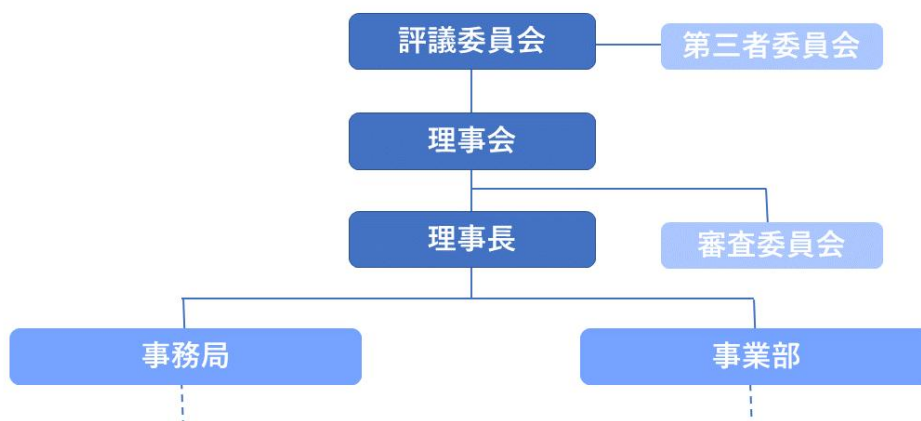 評議委員会
第三者委員会
理事会
理事長
審査委員会
事務局
事業部